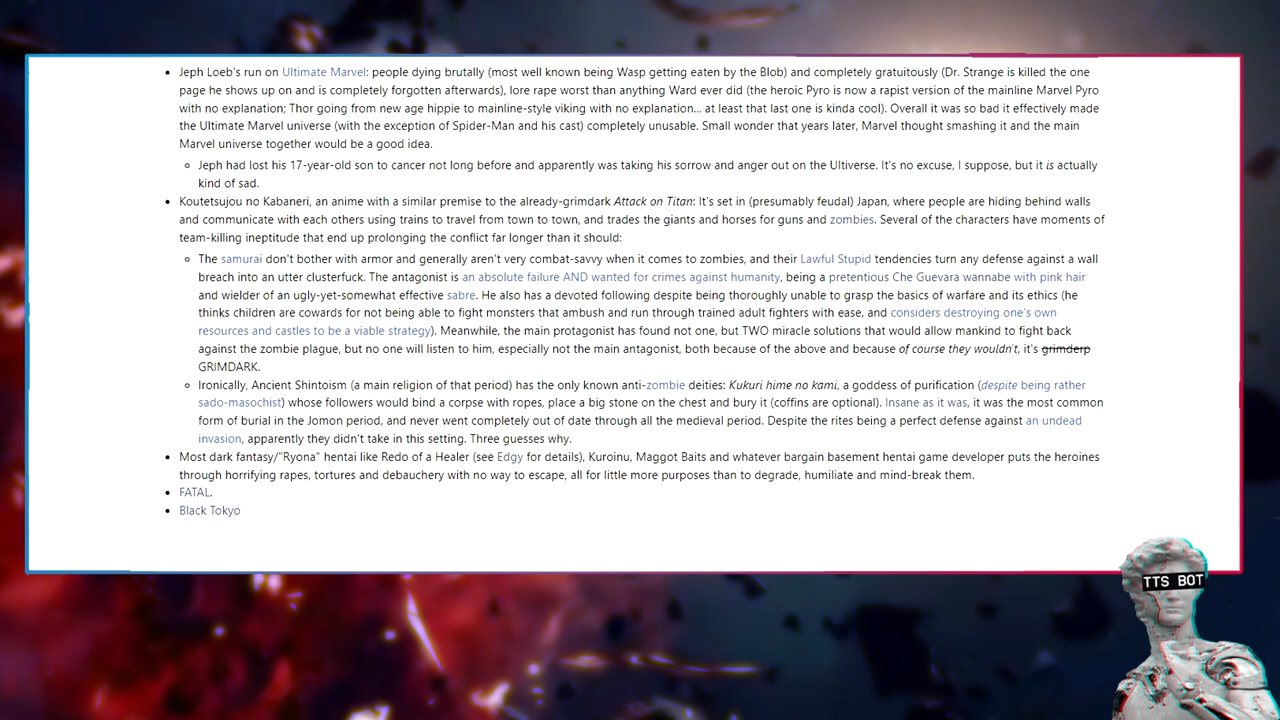 Jeph Loeb's run on Ultimate Marvel: people dying brutally (most well known being Wasp getting eaten by the Blob) and completely gratuitously (Dr. Strange is killed the one
page he shows up on and is completely forgotten afterwards), lore rape worst than anything Ward ever did (the heroic Pyro is now a rapist version of the mainline Marvel Pyro
with no explanation; Thor going from new age hippie to mainline-style viking with no explanation... at least that last one is kinda cool). Overall it was so bad it effectively made
the Ultimate Marvel universe (with the exception of Spider-Man and his cast) completely unusable. Small wonder that years later, Marvel thought smashing it and the main
Marvel universe together would be a good idea.
Jeph had lost his 17-year-old son to cancer not long before and apparently was taking his sorrow and anger out on the Ultiverse. It's no excuse, I suppose, but it is actually
kind of sad.
Koutetsujou no Kabaneri, an anime with a similar premise to the already-grimdark Attack on Titan: It's set in (presumably feudal) Japan, where people are hiding behind walls
and communicate with each others using trains to travel from town to town, and trades the giants and horses for guns and zombies. Several of the characters have moments of
team-killing ineptitude that end up prolonging the conflict far longer than it should:
The samurai don't bother with armor and generally aren't very combat-savvy when it comes to zombies, and their Lawful Stupid tendencies turn any defense against a wall
breach into an utter clusterfuck. The antagonist is an absolute failure AND wanted for crimes against humanity, being a pretentious Che Guevara wannabe with pink hair
and wielder of an ugly-yet-somewhat effective sabre. He also has a devoted following despite being thoroughly unable to grasp the basics of warfare and its ethics (he
thinks children are cowards for not being able to fight monsters that ambush and run through trained adult fighters with ease, and considers destroying one's own
resources and castles to be a viable strategy). Meanwhile, the main protagonist has found not one, but TWO miracle solutions that would allow mankind to fight back
against the zombie plague, but no one will listen to him, especially not the main antagonist, both because of the above and because of course they wouldn't, it's grimderp
GRIMDARK.
Ironically, Ancient Shintoism (a main religion of that period) has the only known anti-zombie deities: Kukuri hime no kami, a goddess of purification (despite being rather
sado-masochist) whose followers would bind a corpse with ropes, place a big stone on the chest and bury it (coffins are optional). Insane as it was, it was the most common
form of burial in the Jomon period, and never went completely out of date through all the medieval period. Despite the rites being a perfect defense against an undead
invasion, apparently they didn't take in this setting. Three guesses why.
Most dark fantasy/"Ryona" hentai like Redo of a Healer (see Edgy for details), Kuroinu, Maggot Baits and whatever bargain basement hentai game developer puts the heroines
through horrifying rapes, tortures and debauchery with no way to escape, all for little more purposes than to degrade, humiliate and mind-break them.
FATAL.
Black Tokyo
TTS BOT